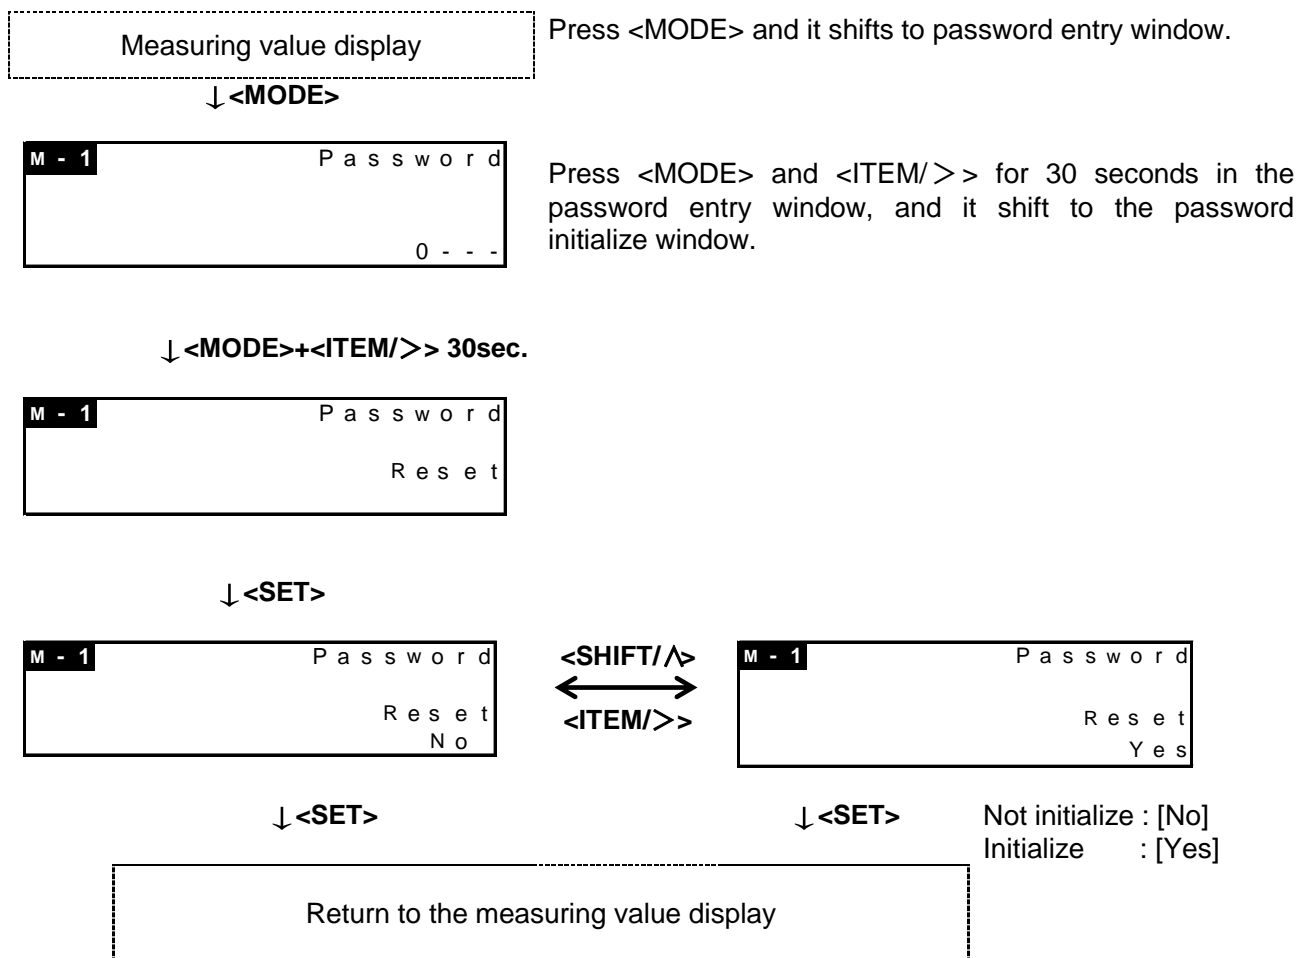 Measuring value display
Press <MODE> and it shifts to password entry window.
↓<MODE>
M - 1 Password
0 - - -
Press <MODE> and <ITEM/＞> for 30 seconds in the
password entry window, and it shift to the password
initialize window.
↓<MODE>+<ITEM/＞> 30sec.
M - 1 Password
Reset
↓<SET>
M - 1 Password
Reset
No
<SHIFT/∧>
<ITEM/＞>
M - 1 Password
Reset
Yes
↓<SET>
↓<SET>
Not initialize : [No]
Initialize : [Yes]
Return to the measuring value display